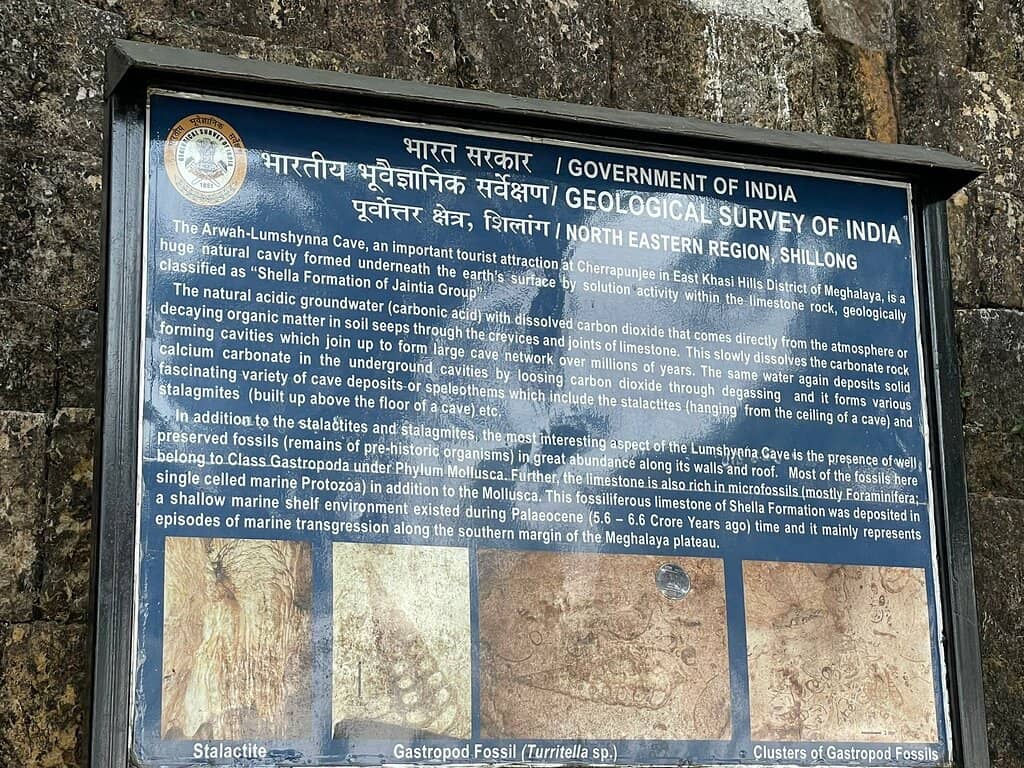 भारत सरकार / GOVERNMENT OF INDIA
भारतीय भूवैज्ञानिक सर्वेक्षण / GEOLOGICAL SURVEY OF INDIA
पूर्वोत्तर क्षेत्र, शिलांग / NORTH EASTERN REGION, SHILLONG
The Arwah-Lumshynna Cave, an important tourist attraction at Cherrapunjee in East Khasi Hills District of Meghalaya, is a
huge natural cavity formed underneath the earth's surface by solution activity within the limestone rock, geologically
classified as "Shella Formation of Jaintia Group"
The natural acidic groundwater (carbonic acid) with dissolved carbon dioxide that comes directly from the atmosphere or
decaying organic matter in soil seeps through the crevices and joints of limestone. This slowly dissolves the carbonate rock
forming cavities which join up to form large cave network over millions of years. The same water again deposits solid
calcium carbonate in the underground cavities by loosing carbon dioxide through degassing and it forms various
fascinating variety of cave deposits or speleothems which include the stalactites (hanging from the ceiling of a cave) and
stalagmites (built up above the floor of a cave) etc.
In addition to the stalactites and stalagmites, the most interesting aspect of the Lumshynna Cave is the presence of well
preserved fossils (remains of pre-historic organisms) in great abundance along its walls and roof. Most of the fossils here
belong to Class Gastropoda under Phylum Mollusca. Further, the limestone is also rich in microfossils (mostly Foraminifera;
single celled marine Protozoa) in addition to the Mollusca. This fossiliferous limestone of Shella Formation was deposited in
a shallow marine shelf environment existed during Palaeocene (5.6 – 6.6 Crore Years ago) time and it mainly represents
episodes of marine transgression along the southern margin of the Meghalaya plateau.
Stalactite
Gastropod Fossil (Turritella sp.)
Clusters of Gastropod Fossils